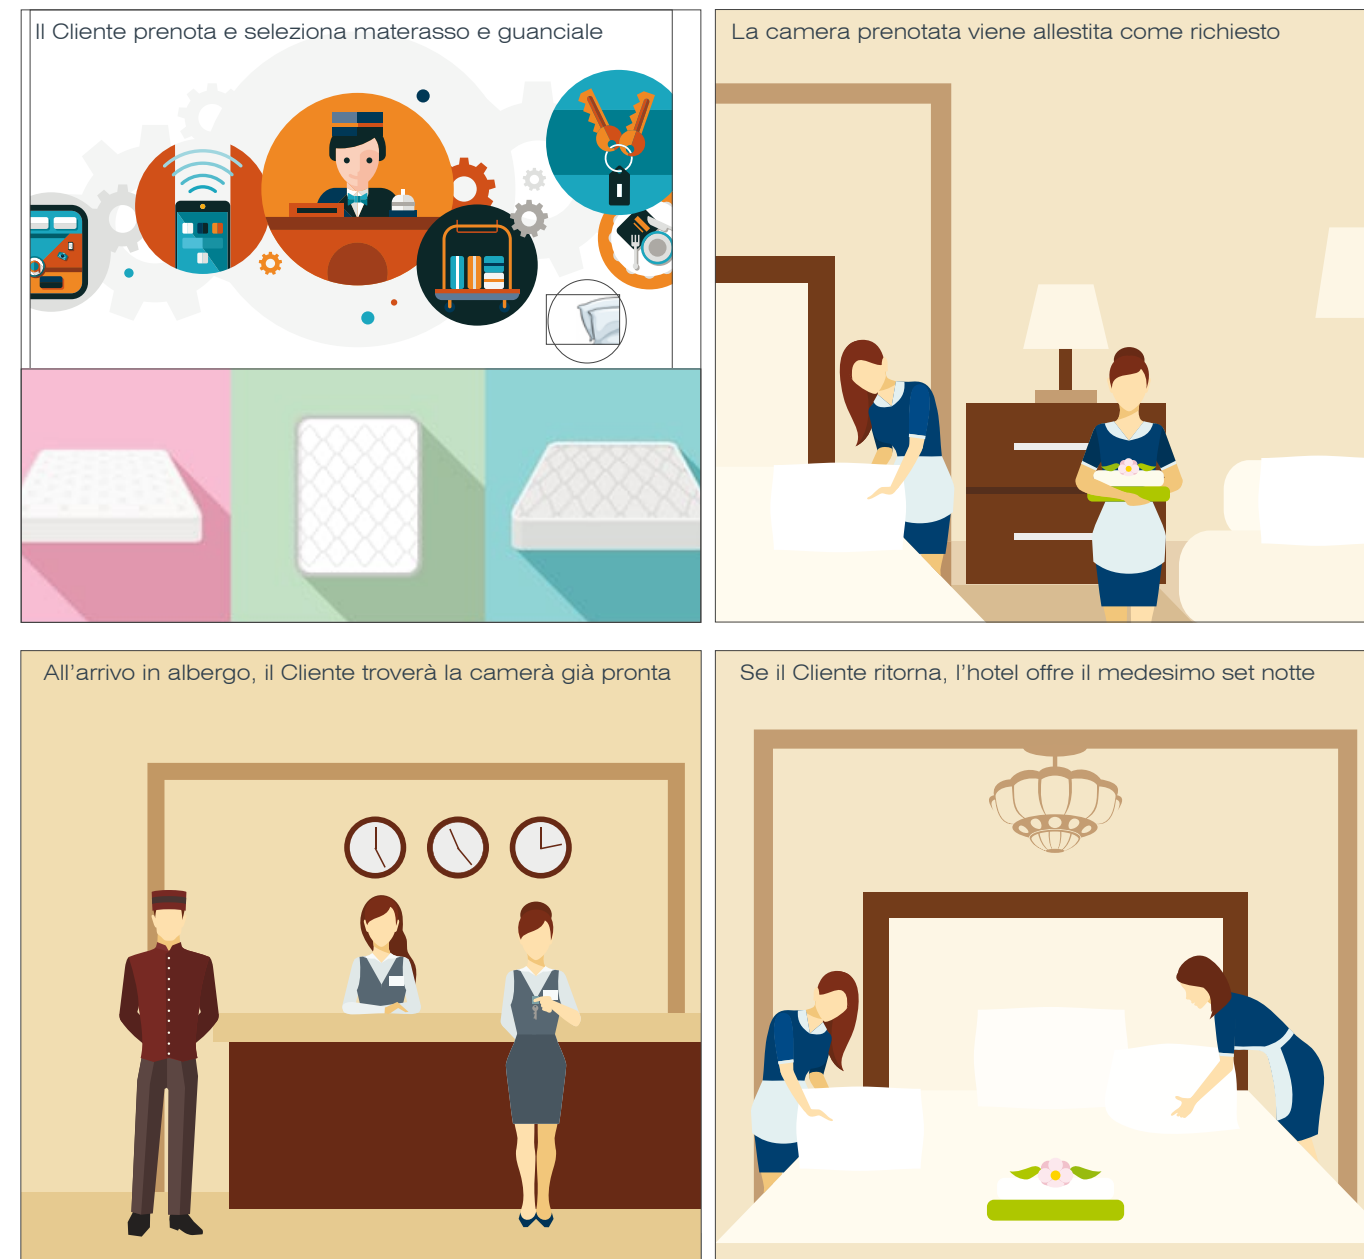 Il Cliente prenota e seleziona materasso e guanciale
La camera prenotata viene allestita come richiesto
All'arrivo in albergo, il Cliente troverà la camerà già pronta
Se il Cliente ritorna, l'hotel offre il medesimo set notte